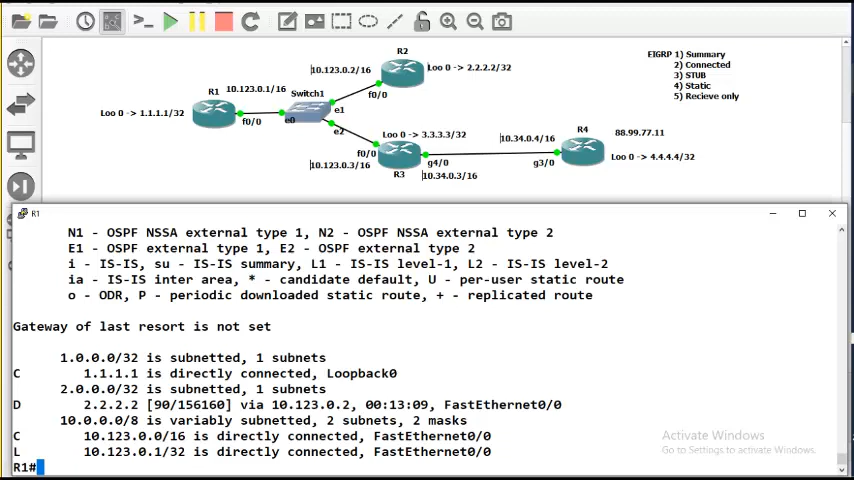 R2
10.123.0.2/16
Loo 0 -> 2.2.2.2/32
EIGRP 1) Summary
2) Connected
3) STUB
4) Static
5) Recieve only
R1
10.123.0.1/16
Switch1
f0/0
e1
Loo 0 -> 1.1.1.1/32
f0/0
e0
e2
Loo 0 -> 3.3.3.3/32
10.34.0.4/16
R4
88.99.77.11
f0/0
10.123.0.3/16
g4/0
g3/0
Loo 0 -> 4.4.4.4/32
R3
10.34.0.3/16
R1
N1 - OSPF NSSA external type 1, N2 - OSPF NSSA external type 2
E1 - OSPF external type 1, E2 - OSPF external type 2
i - IS-IS, su - IS-IS summary, L1 - IS-IS level-1, L2 - IS-IS level-2
ia - IS-IS inter area, * - candidate default, U - per-user static route
o - ODR, P - periodic downloaded static route, + - replicated route
Gateway of last resort is not set
1.0.0.0/32 is subnetted, 1 subnets
C 1.1.1.1 is directly connected, Loopback0
2.0.0.0/32 is subnetted, 1 subnets
D 2.2.2.2 [90/156160] via 10.123.0.2, 00:13:09, FastEthernet0/0
10.0.0.0/8 is variably subnetted, 2 subnets, 2 masks
C 10.123.0.0/16 is directly connected, FastEthernet0/0
L 10.123.0.1/32 is directly connected, FastEthernet0/0
R1#
Activate Windows
Go to Settings to activate Windows.